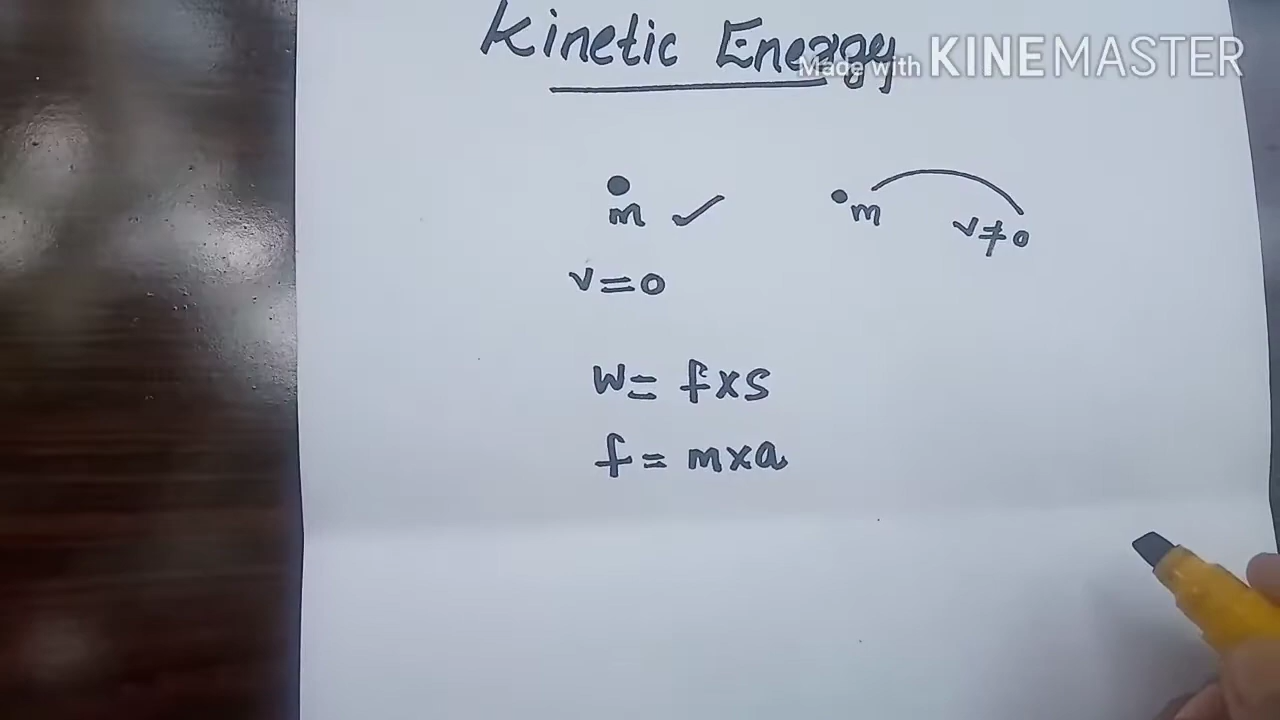 Kinetic Energy
Made with KINEMASTER
m ✓
m
v≠0
v=0
W= f×s
f= m×a